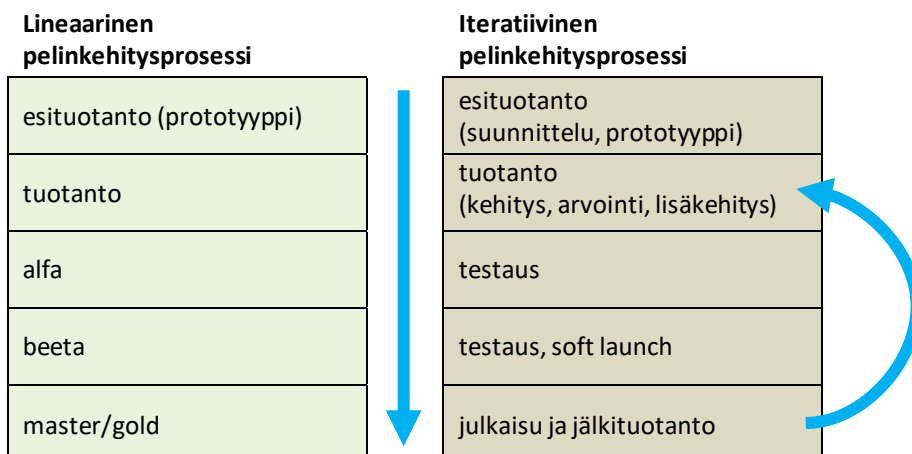 Lineaarinen
pelinkehitysprosessi
esituotanto (prototyyppi)
tuotanto
alfa
beeta
master/gold
Iteratiivinen
pelinkehitysprosessi
esituotanto
(suunnittelu, prototyyppi)
tuotanto
(kehitys, arvointi, lisäkehitys)
testaus
testaus, soft launch
julkaisu ja jälkituotanto